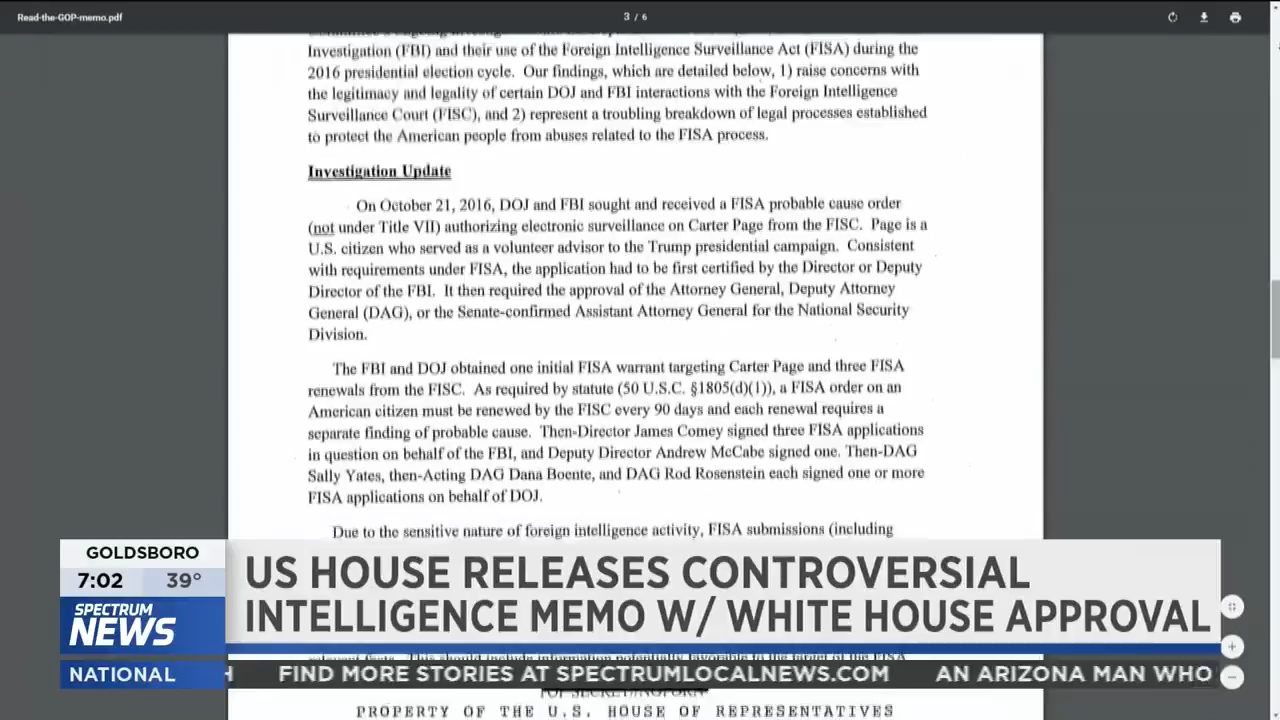 Read-the-GOP-memo.pdf
3 / 6
Investigation (FBI) and their use of the Foreign Intelligence Surveillance Act (FISA) during the
2016 presidential election cycle. Our findings, which are detailed below, 1) raise concerns with
the legitimacy and legality of certain DOJ and FBI interactions with the Foreign Intelligence
Surveillance Court (FISC), and 2) represent a troubling breakdown of legal processes established
to protect the American people from abuses related to the FISA process.
Investigation Update
On October 21, 2016, DOJ and FBI sought and received a FISA probable cause order
(not under Title VII) authorizing electronic surveillance on Carter Page from the FISC. Page is a
U.S. citizen who served as a volunteer advisor to the Trump presidential campaign. Consistent
with requirements under FISA, the application had to be first certified by the Director or Deputy
Director of the FBI. It then required the approval of the Attorney General, Deputy Attorney
General (DAG), or the Senate-confirmed Assistant Attorney General for the National Security
Division.
The FBI and DOJ obtained one initial FISA warrant targeting Carter Page and three FISA
renewals from the FISC. As required by statute (50 U.S.C. §1805(d)(1)), a FISA order on an
American citizen must be renewed by the FISC every 90 days and each renewal requires a
separate finding of probable cause. Then-Director James Comey signed three FISA applications
in question on behalf of the FBI, and Deputy Director Andrew McCabe signed one. Then-DAG
Sally Yates, then-Acting DAG Dana Boente, and DAG Rod Rosenstein each signed one or more
FISA applications on behalf of DOJ.
Due to the sensitive nature of foreign intelligence activity, FISA submissions (including
GOLDSBORO
7:02 39°
SPECTRUM
NEWS
US HOUSE RELEASES CONTROVERSIAL
INTELLIGENCE MEMO W/ WHITE HOUSE APPROVAL
NATIONAL
H FIND MORE STORIES AT SPECTRUMLOCALNEWS.COM AN ARIZONA MAN WHO
PROPERTY OF THE U.S. HOUSE OF REPRESENTATIVES